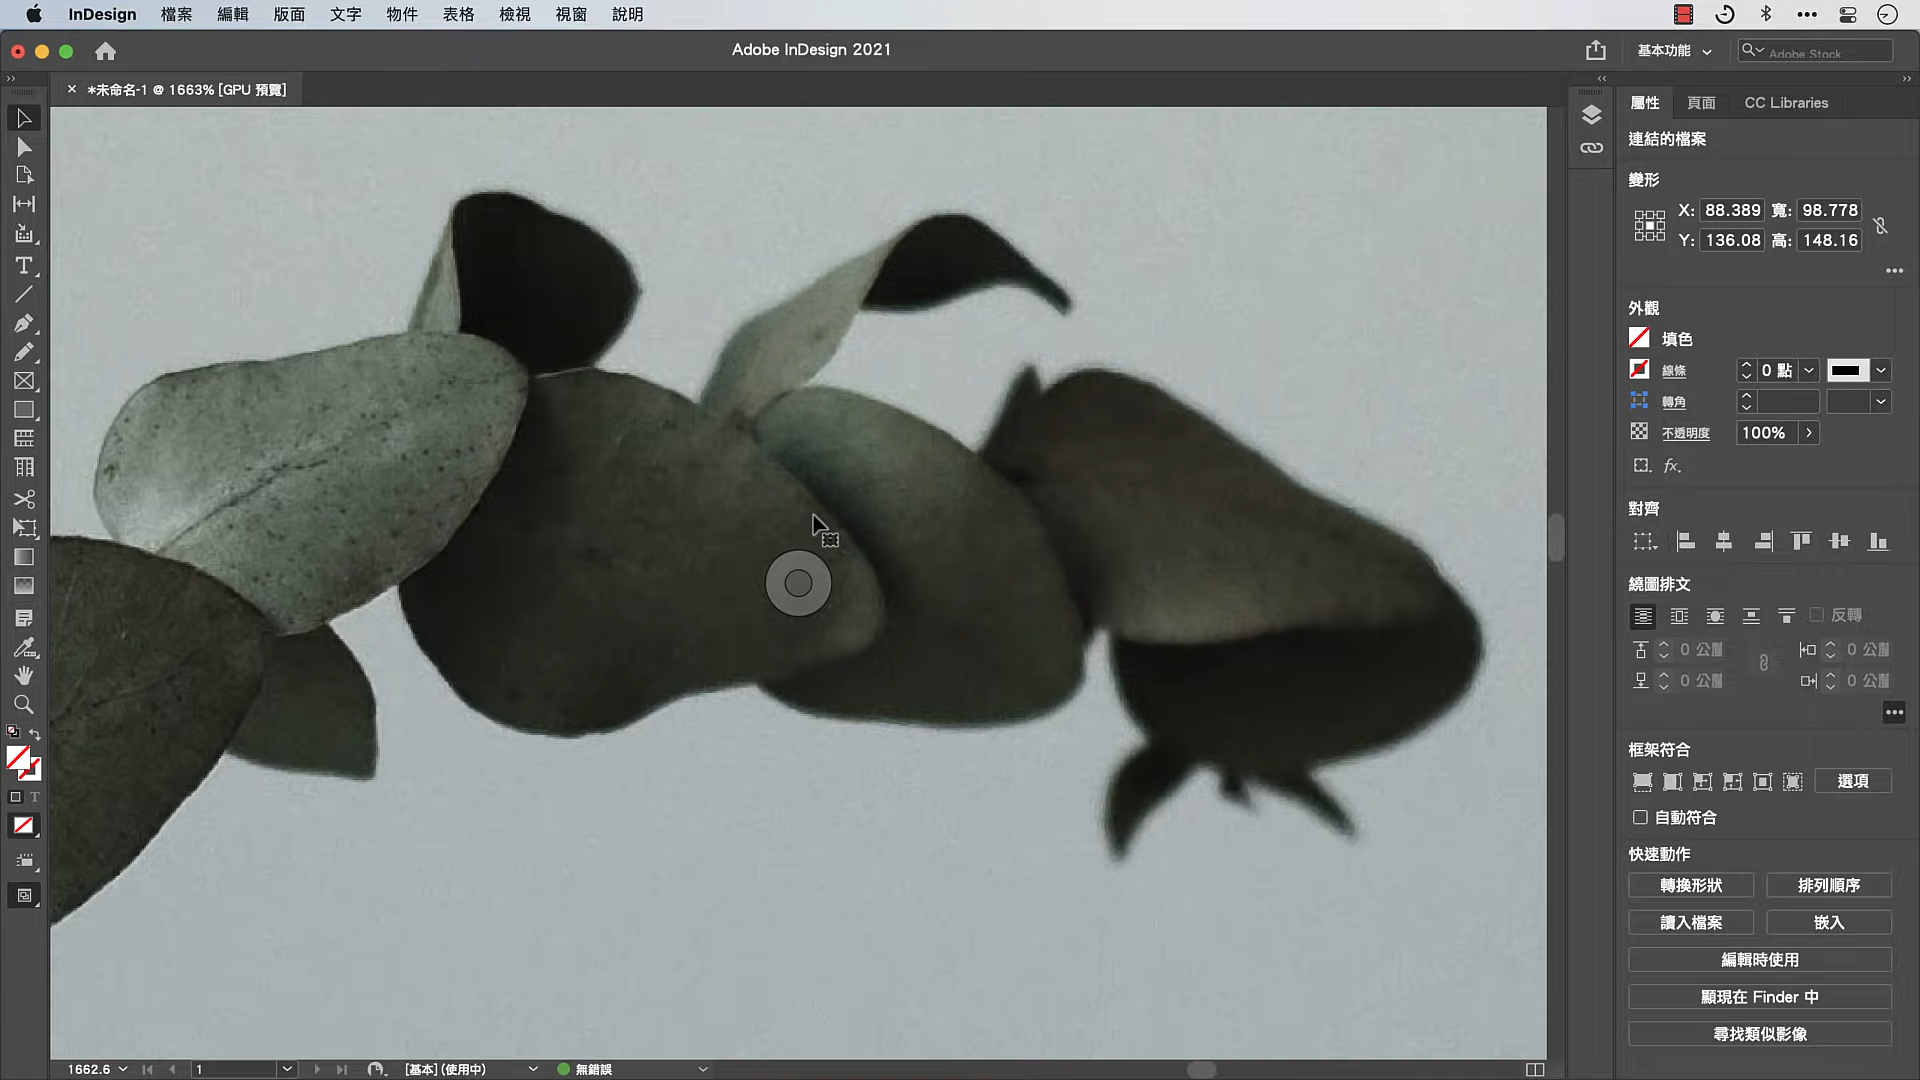 InDesign 檔案 編輯 版面 文字 物件 表格 檢視 視窗 說明
Adobe InDesign 2021
基本功能
Adobe Stock
*未命名-1 @ 1663% [GPU 預覽]
屬性 頁面 CC Libraries
連結的檔案
變形
X: 88.389 寬: 98.778
Y: 136.08 高: 148.16
外觀
填色
線條 0 點
轉角
不透明度 100%
fx.
對齊
繞圖排文
反轉
0 公釐 0 公釐
0 公釐 0 公釐
框架符合
選項
自動符合
快速動作
轉換形狀 排列順序
讀入檔案 嵌入
編輯時使用
顯現在 Finder 中
尋找類似影像
1662.6 1 [基本] (使用中) 無錯誤